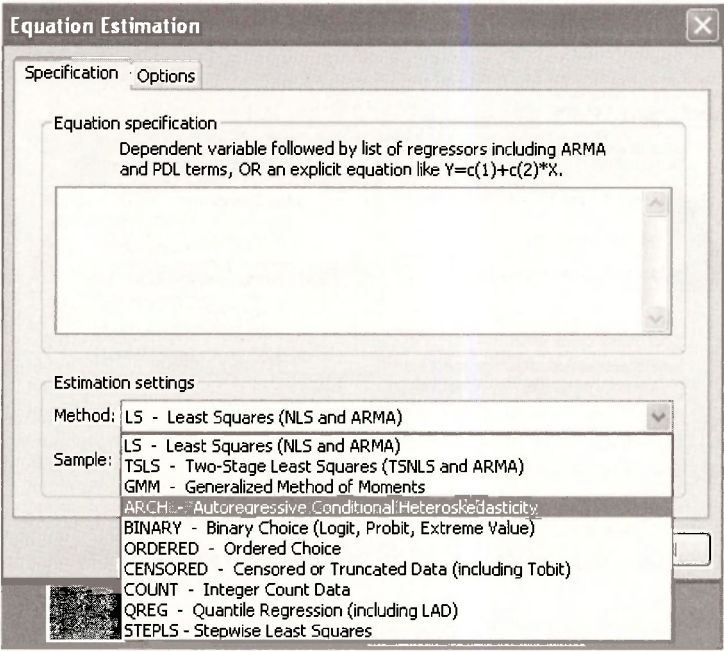 Equation Estimation
Specification Options
Equation specification
Dependent variable followed by list of regressors including ARMA
and PDL terms, OR an explicit equation like Y=c(1)+c(2)*X.
Estimation settings
Method: LS - Least Squares (NLS and ARMA)
Sample:
LS - Least Squares (NLS and ARMA)
TSLS - Two-Stage Least Squares (TSNLS and ARMA)
GMM - Generalized Method of Moments
ARCH - Autoregressive Conditional Heteroskedasticity
BINARY - Binary Choice (Logit, Probit, Extreme Value)
ORDERED - Ordered Choice
CENSORED - Censored or Truncated Data (including Tobit)
COUNT - Integer Count Data
QREG - Quantile Regression (including LAD)
STEPLS - Stepwise Least Squares